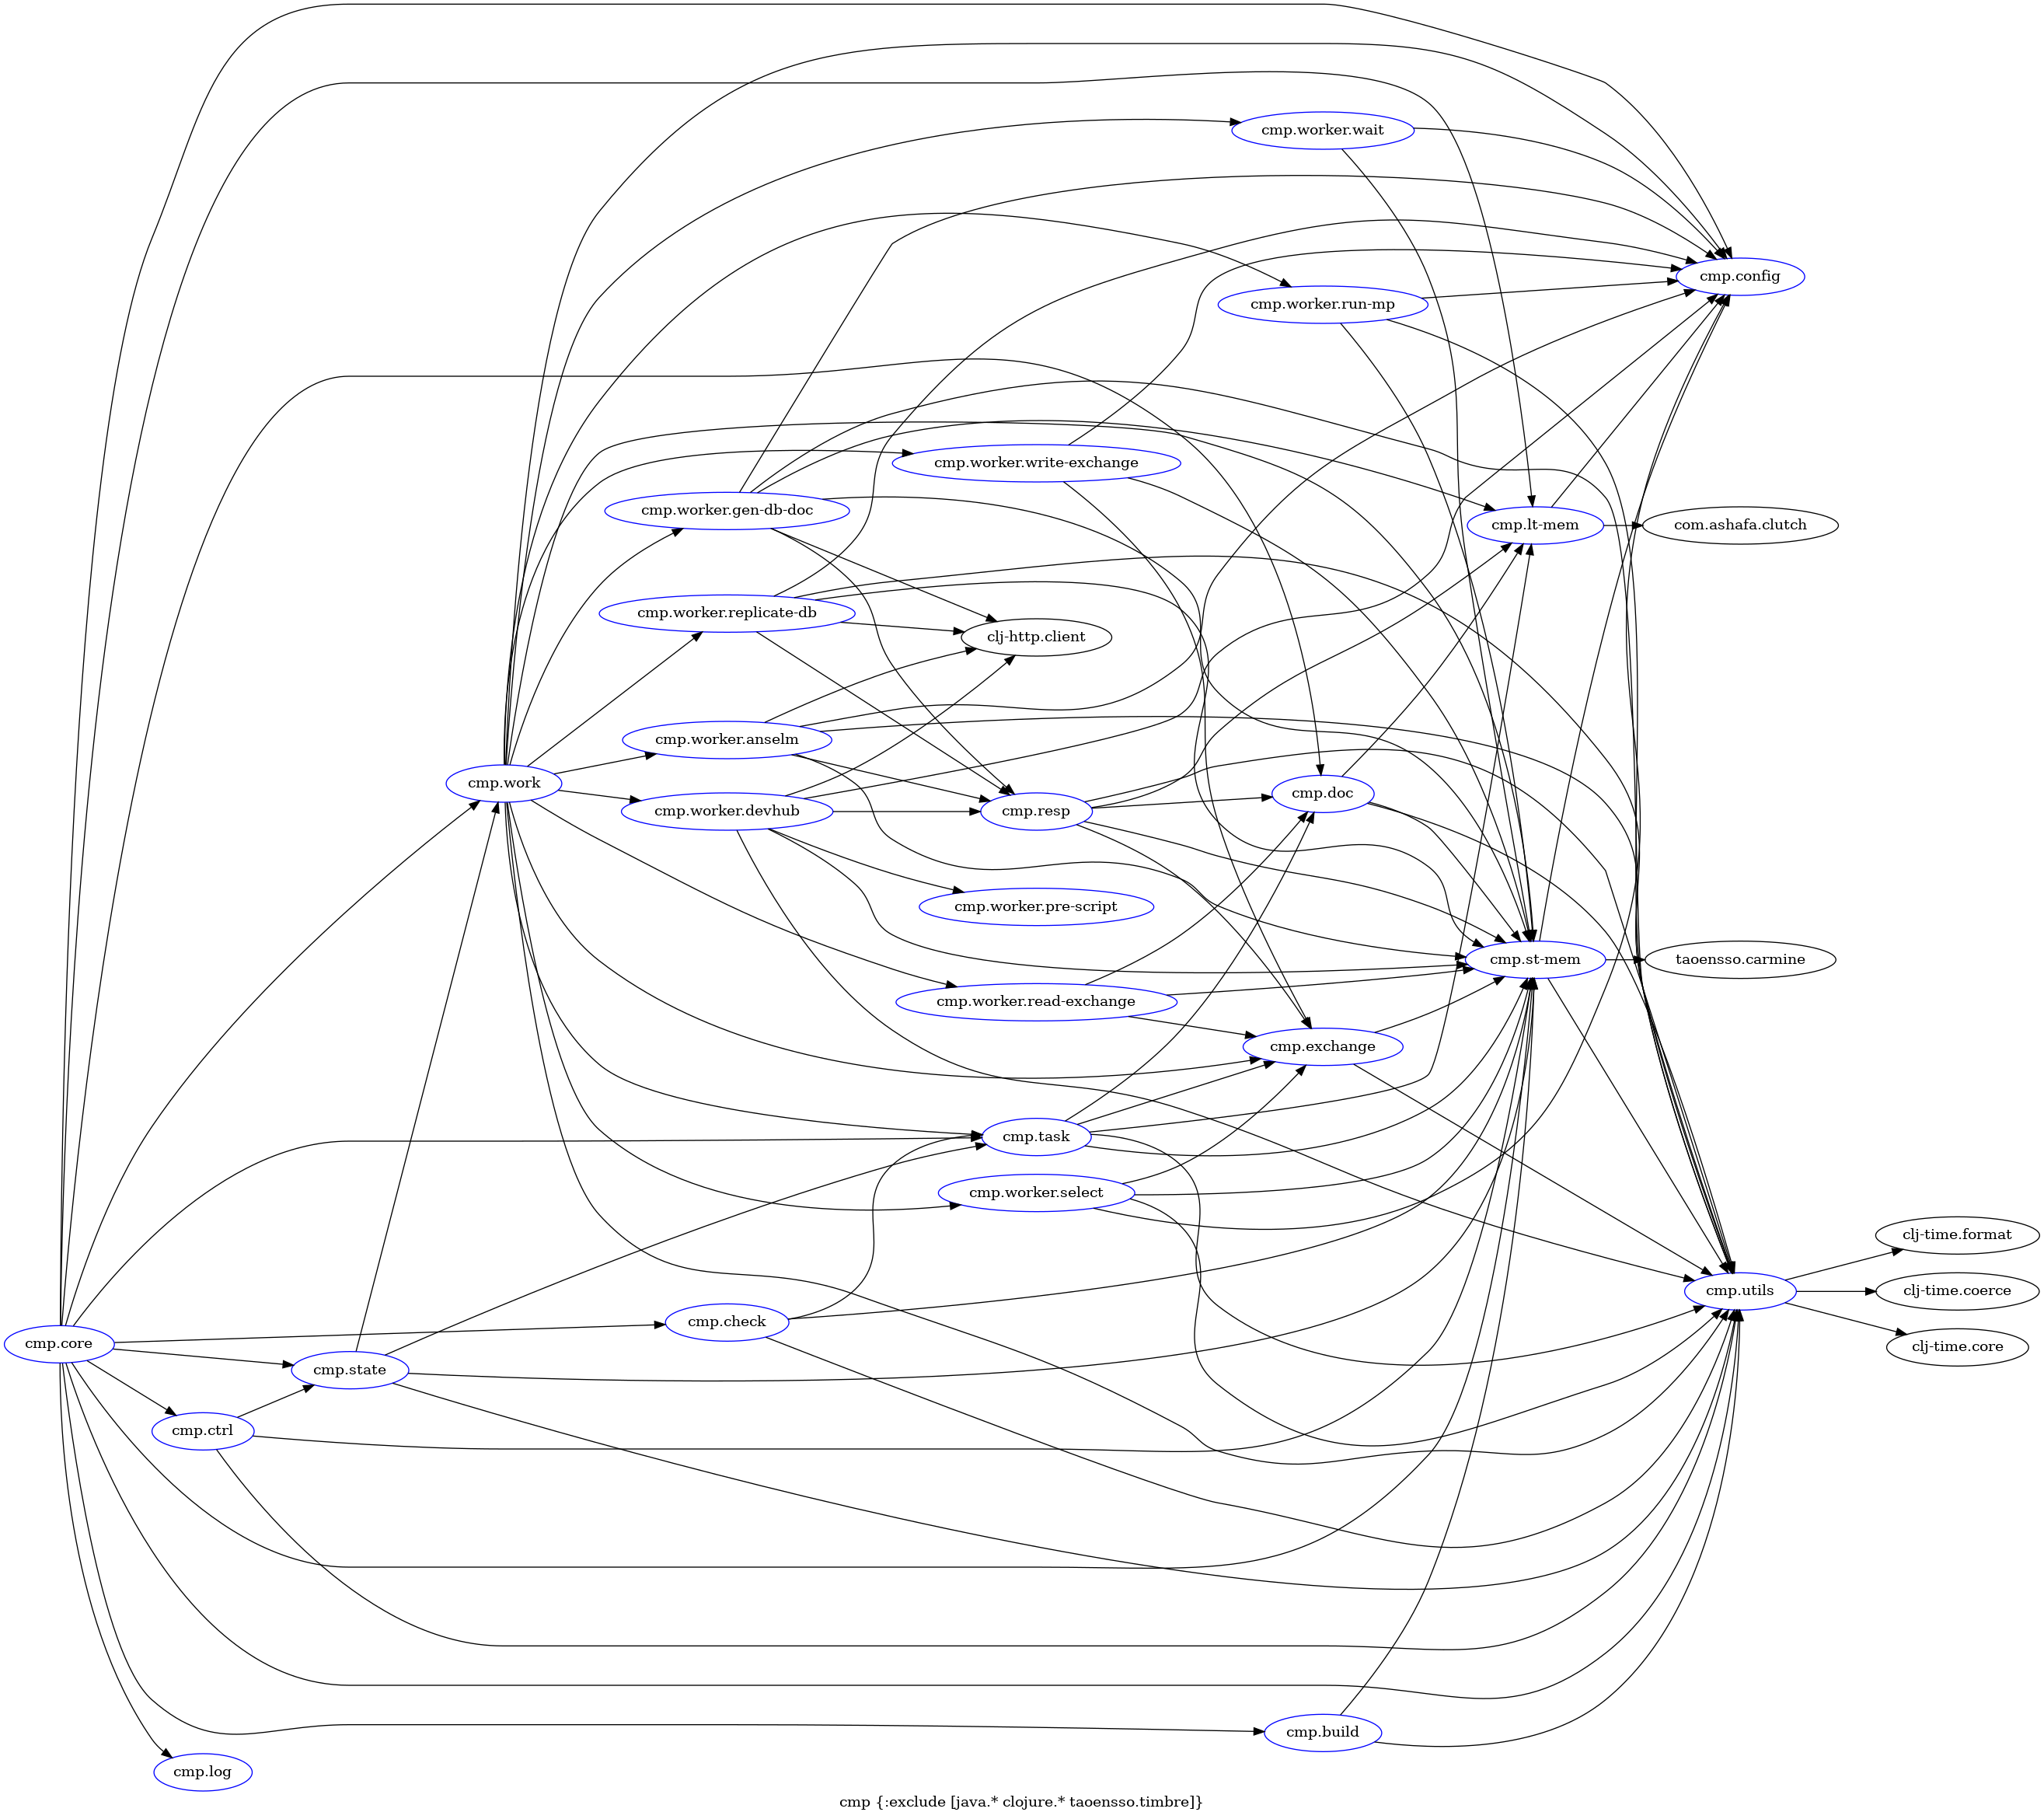 cmp.worker.wait
cmp.config
cmp.worker.run-mp
cmp.worker.write-exchange
cmp.worker.gen-db-doc
cmp.lt-mem
com.ashafa.clutch
cmp.worker.replicate-db
clj-http.client
cmp.worker.anselm
cmp.work
cmp.doc
cmp.worker.devhub
cmp.resp
cmp.worker.pre-script
cmp.st-mem
taoensso.carmine
cmp.worker.read-exchange
cmp.exchange
cmp.task
cmp.worker.select
clj-time.format
cmp.utils
clj-time.coerce
cmp.check
cmp.core
clj-time.core
cmp.state
cmp.ctrl
cmp.build
cmp.log
cmp {:exclude [java.* clojure.* taoensso.timbre]}